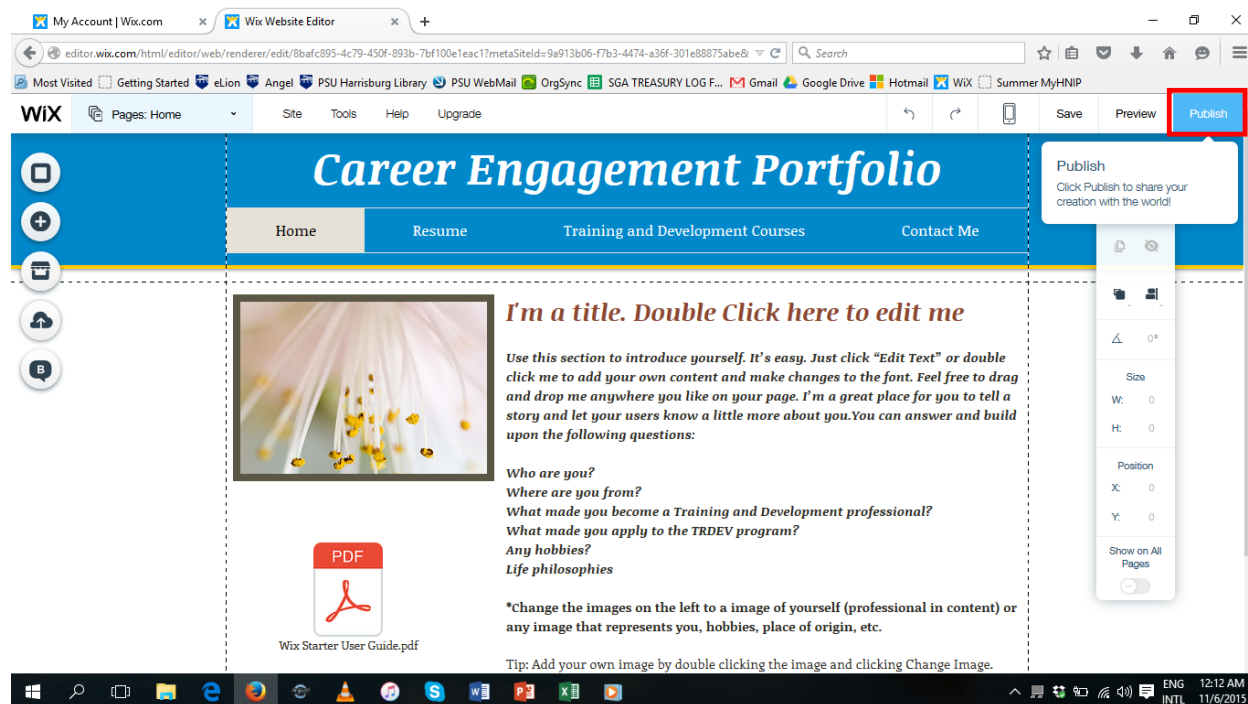 My Account | Wix.com
Wix Website Editor
editor.wix.com/html/editor/web/renderer/edit/8bafc895-4c79-450f-893b-7bf100e1eac1?metaSiteId=9a913b06-f7b3-4474-a36f-301e88875abe&
Search
Most Visited Getting Started eLion Angel PSU Harrisburg Library PSU WebMail OrgSync SGA TREASURY LOG F... Gmail Google Drive Hotmail WiX Summer MyHNIP
WiX Pages: Home Site Tools Help Upgrade Save Preview Publish
Career Engagement Portfolio
Home Resume Training and Development Courses Contact Me
Publish
Click Publish to share your
creation with the world!
I'm a title. Double Click here to edit me
Use this section to introduce yourself. It's easy. Just click “Edit Text” or double
click me to add your own content and make changes to the font. Feel free to drag
and drop me anywhere you like on your page. I'm a great place for you to tell a
story and let your users know a little more about you.You can answer and build
upon the following questions:
Who are you?
Where are you from?
What made you become a Training and Development professional?
What made you apply to the TRDEV program?
Any hobbies?
Life philosophies
*Change the images on the left to a image of yourself (professional in content) or
any image that represents you, hobbies, place of origin, etc.
Tip: Add your own image by double clicking the image and clicking Change Image.
PDF
Wix Starter User Guide.pdf
0°
Size
W: 0
H: 0
Position
X: 0
Y: 0
Show on All
Pages
ENG
INTL
12:12 AM
11/6/2015